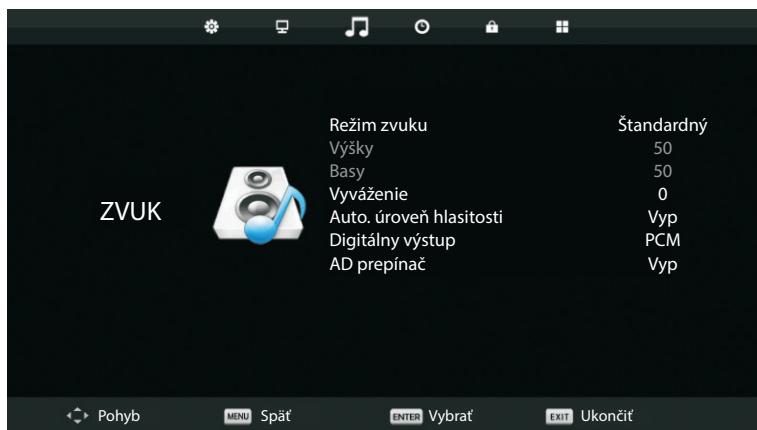 Režim zvuku Štandardný
Výšky 50
Basy 50
Vyváženie 0
ZVUK
Auto. úroveň hlasitosti Vyp
Digitálny výstup PCM
AD prepínač Vyp
Pohyb MENU Späť ENTER Vybrať EXIT Ukončiť